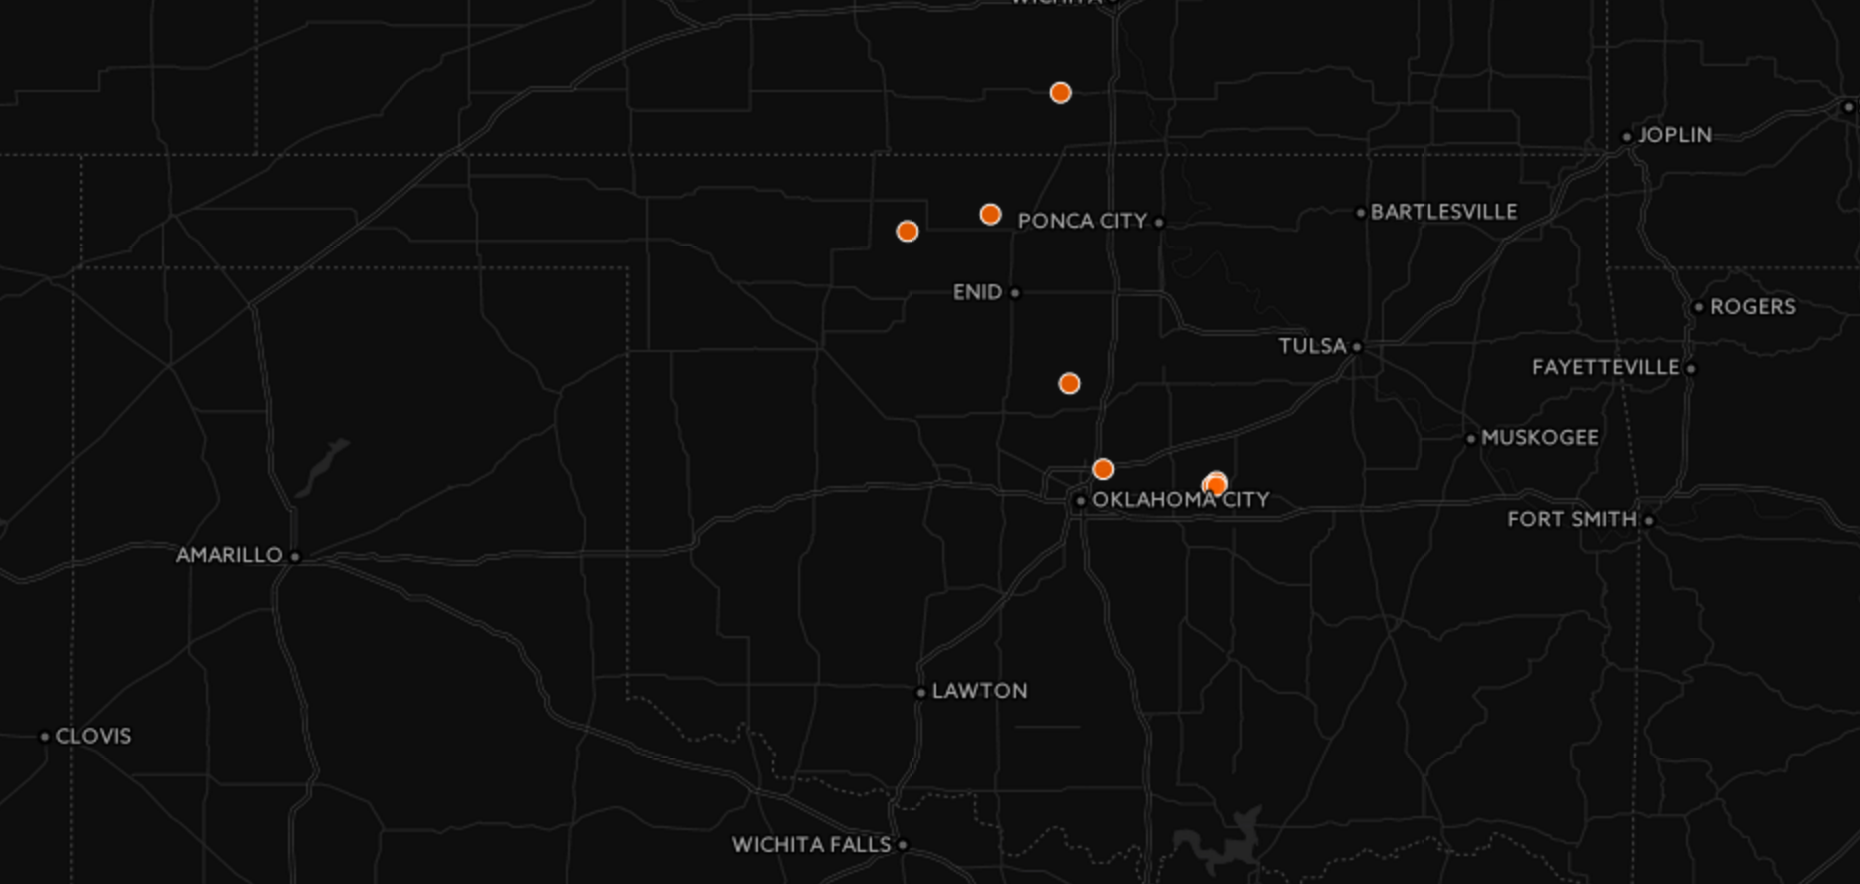 WICHITA
JOPLIN
PONCA CITY
BARTLESVILLE
ENID
ROGERS
TULSA
FAYETTEVILLE
MUSKOGEE
OKLAHOMA CITY
FORT SMITH
AMARILLO
LAWTON
CLOVIS
WICHITA FALLS